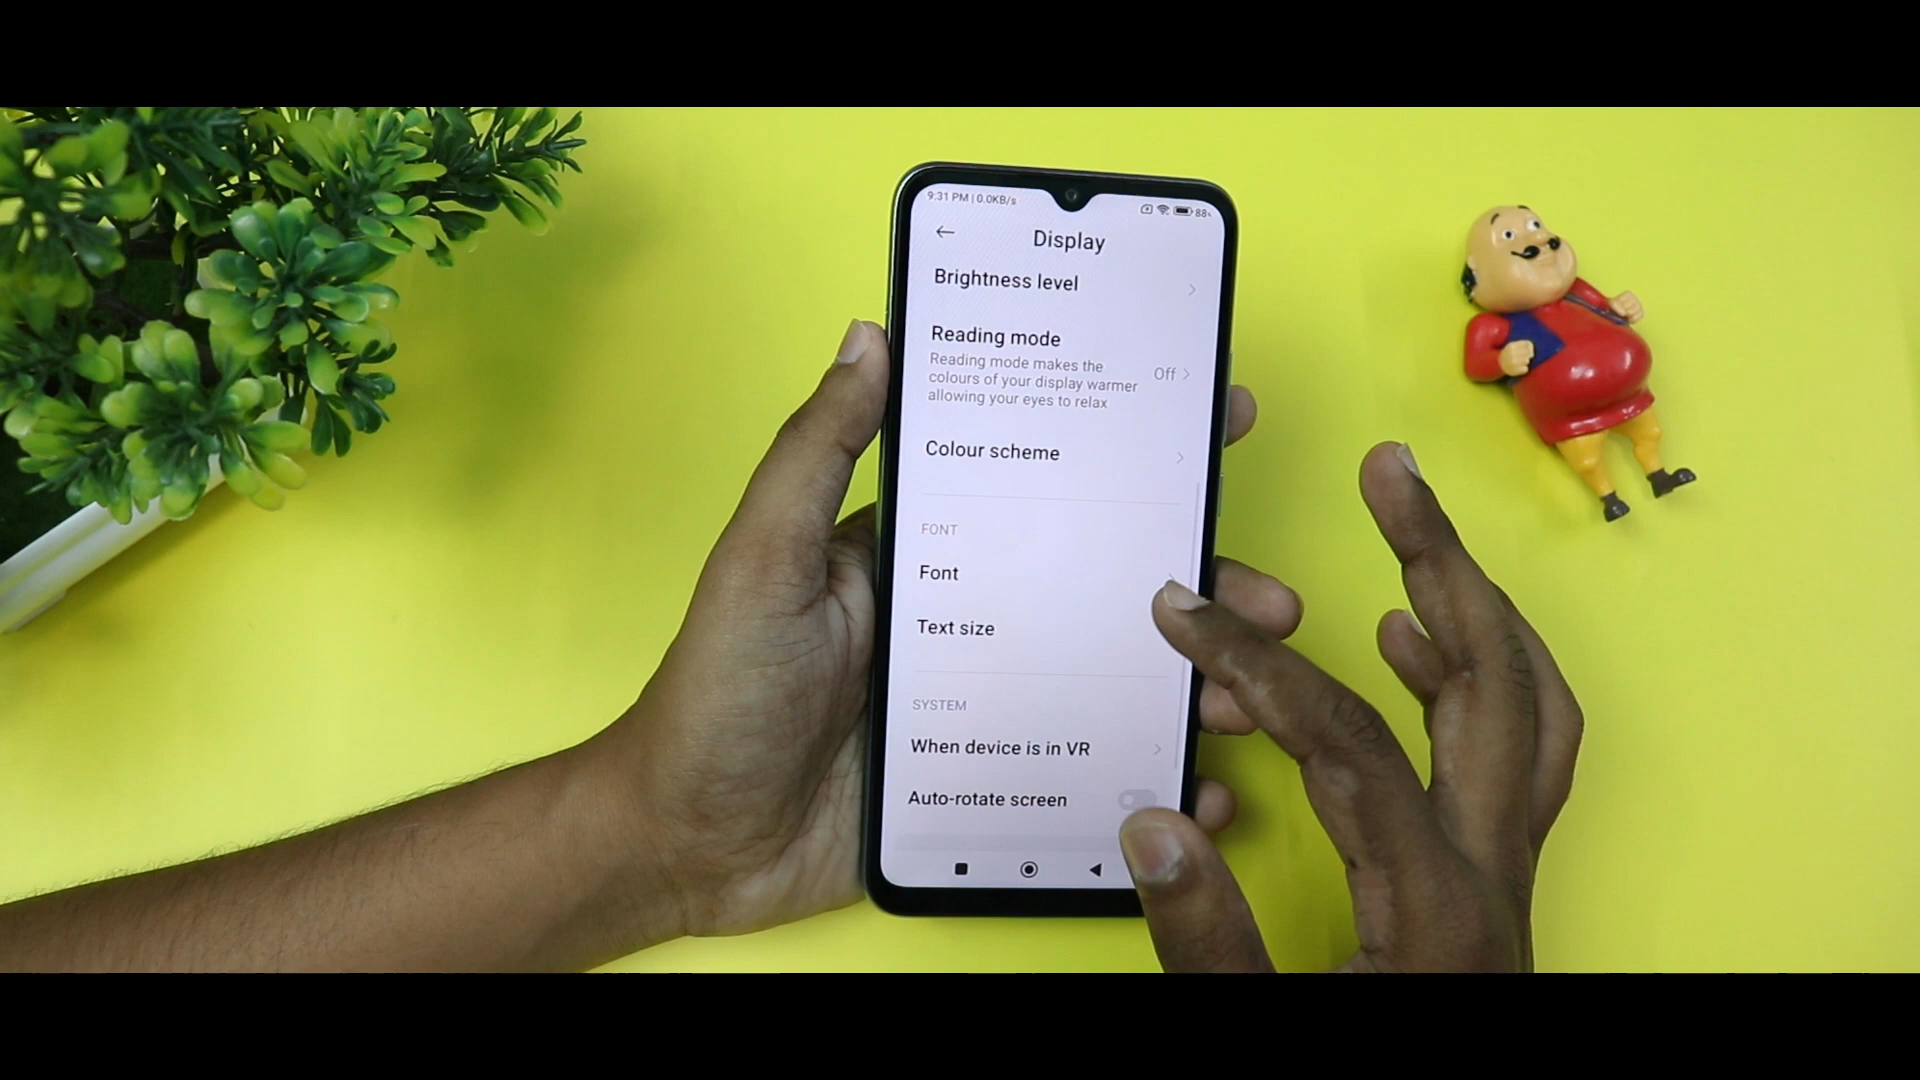 9:31 PM | 0.0KB/s
88
Display
Brightness level
Reading mode
Reading mode makes the
colours of your display warmer
allowing your eyes to relax
Off
Colour scheme
FONT
Font
Text size
SYSTEM
When device is in VR
Auto-rotate screen